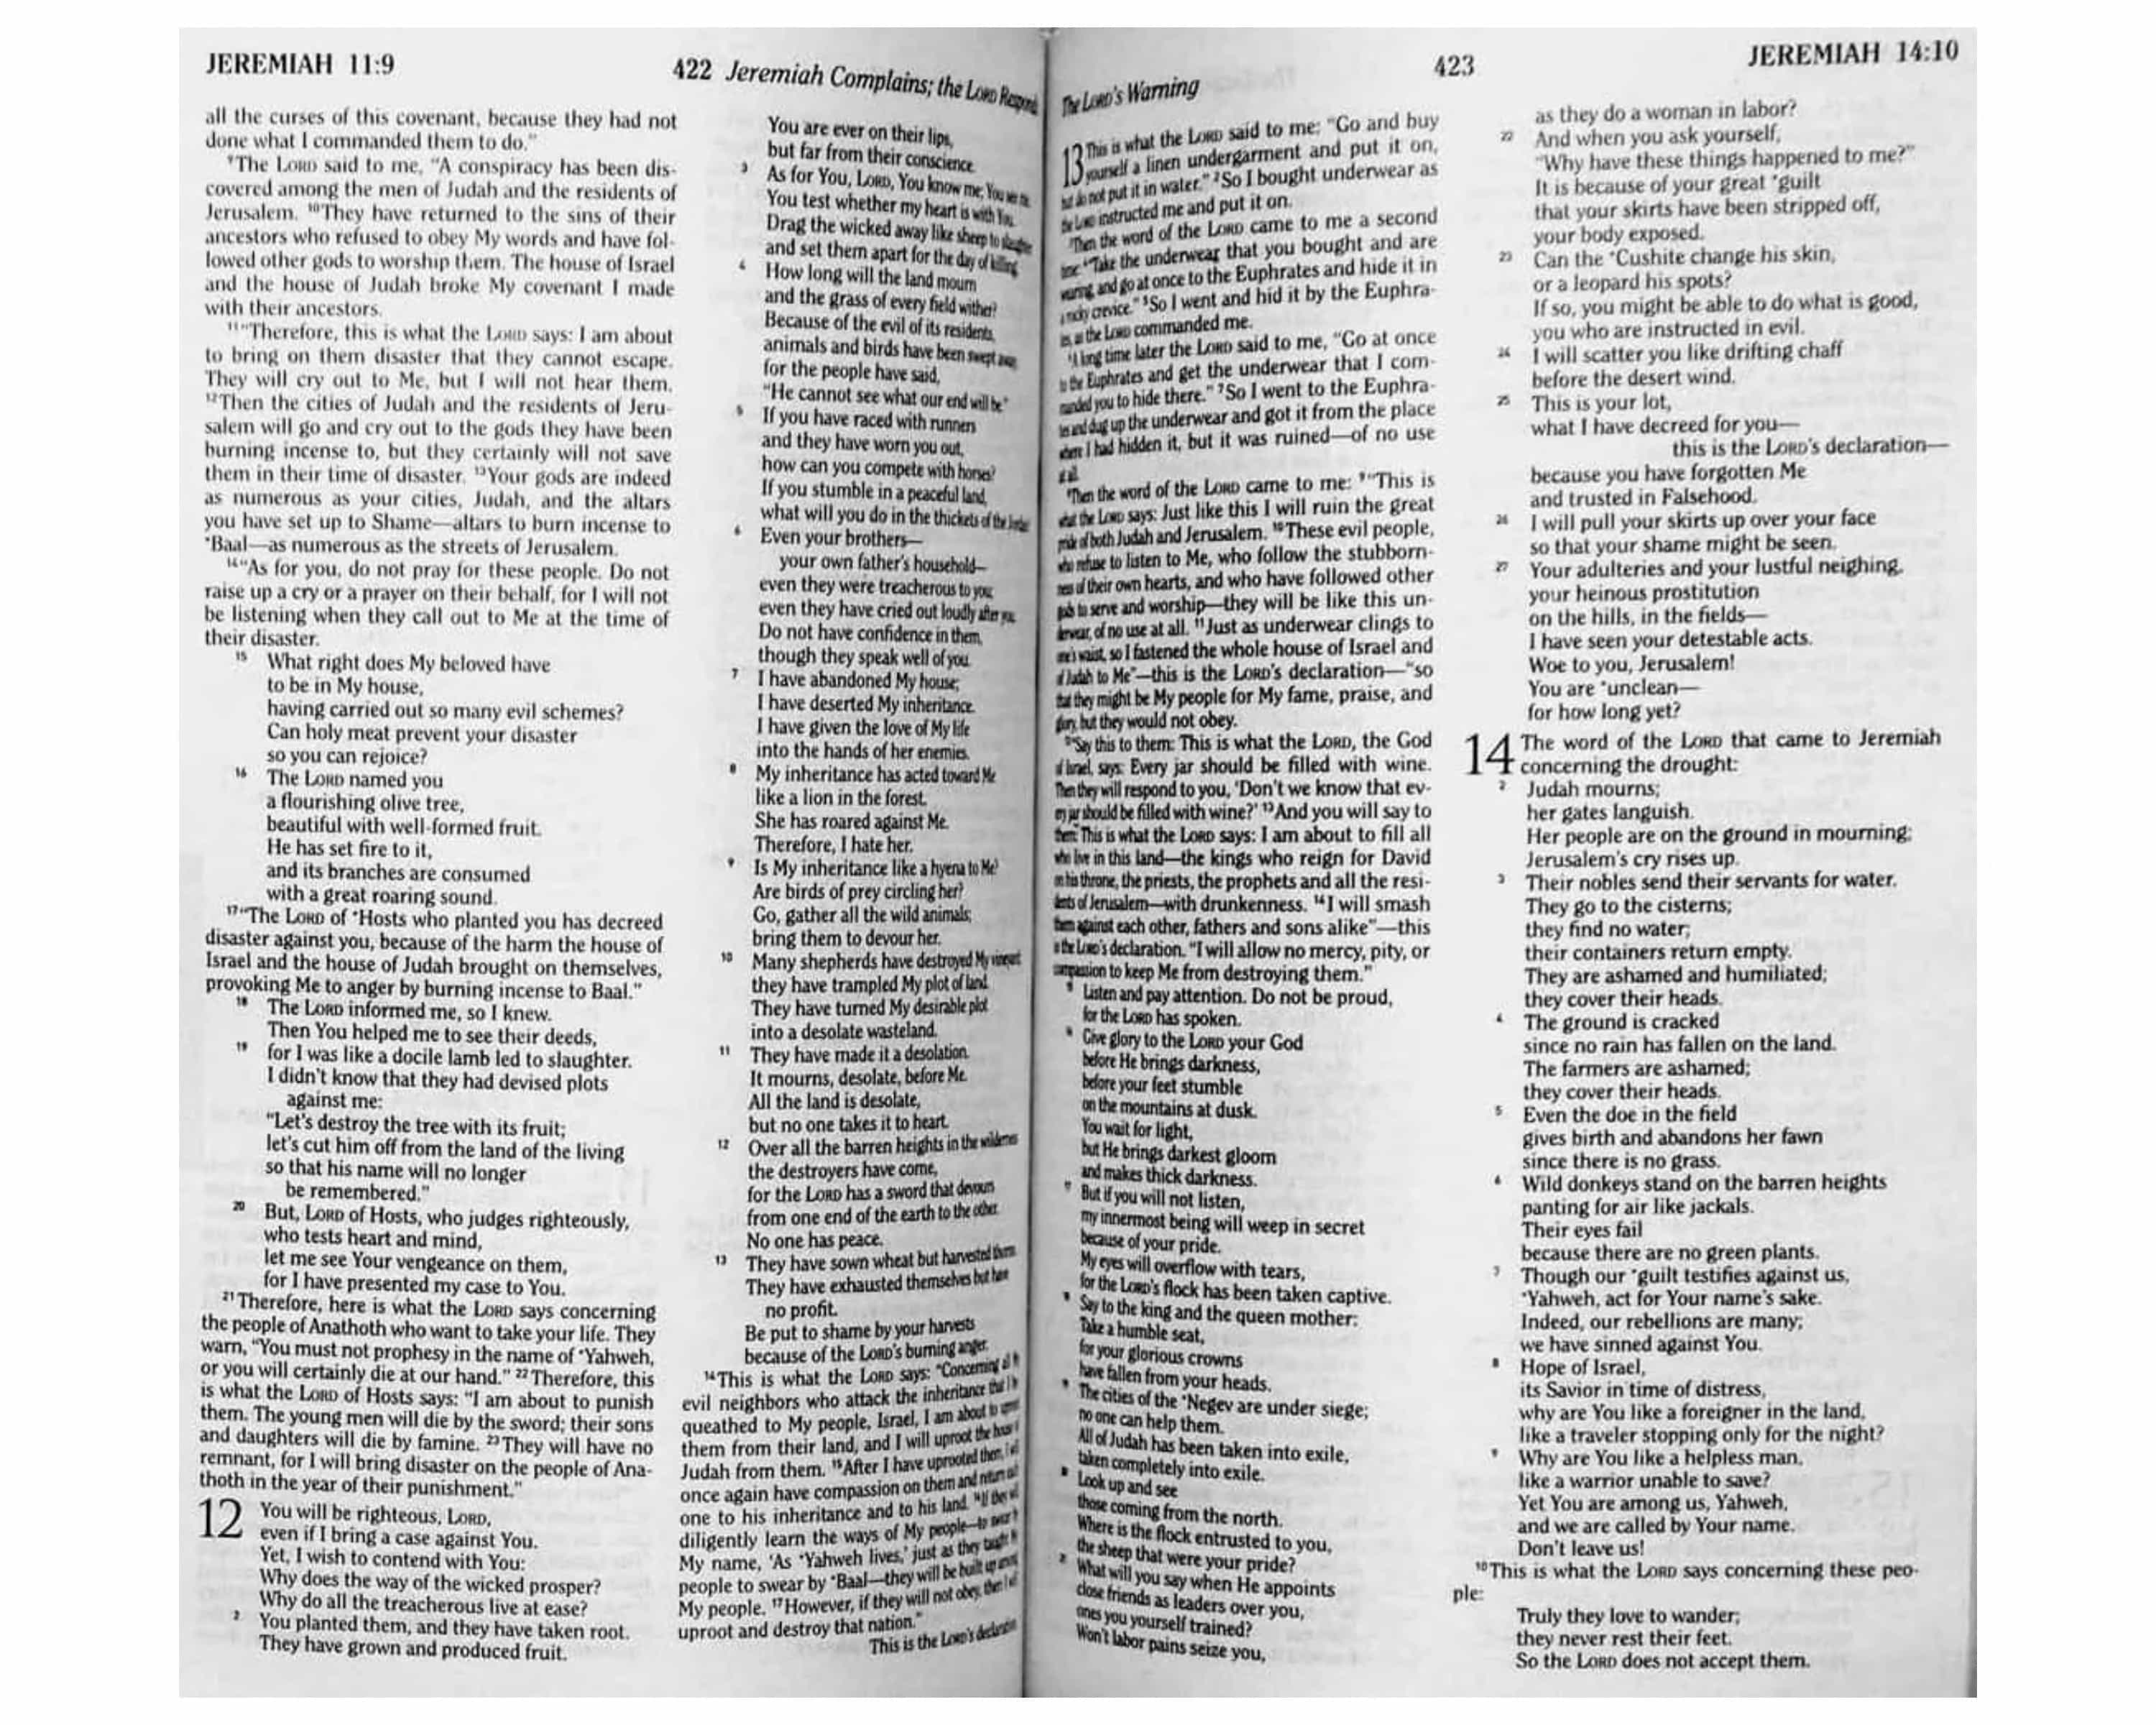 JEREMIAH 11:9
422 Jeremiah Complains; the LORD Responds
all the curses of this covenant, because they had not
done what I commanded them to do."
⁹The LORD said to me, "A conspiracy has been dis-
covered among the men of Judah and the residents of
Jerusalem. ¹⁰They have returned to the sins of their
ancestors who refused to obey My words and have fol-
lowed other gods to worship them. The house of Israel
and the house of Judah broke My covenant I made
with their ancestors.
¹¹"Therefore, this is what the LORD says: I am about
to bring on them disaster that they cannot escape.
They will cry out to Me, but I will not hear them.
¹²Then the cities of Judah and the residents of Jeru-
salem will go and cry out to the gods they have been
burning incense to, but they certainly will not save
them in their time of disaster. ¹³Your gods are indeed
as numerous as your cities, Judah, and the altars
you have set up to Shame—altars to burn incense to
*Baal—as numerous as the streets of Jerusalem.
¹⁴"As for you, do not pray for these people. Do not
raise up a cry or a prayer on their behalf, for I will not
be listening when they call out to Me at the time of
their disaster.
¹⁵ What right does My beloved have
to be in My house,
having carried out so many evil schemes?
Can holy meat prevent your disaster
so you can rejoice?
¹⁶ The LORD named you
a flourishing olive tree,
beautiful with well-formed fruit.
He has set fire to it,
and its branches are consumed
with a great roaring sound.
¹⁷"The LORD of *Hosts who planted you has decreed
disaster against you, because of the harm the house of
Israel and the house of Judah brought on themselves,
provoking Me to anger by burning incense to Baal."
¹⁸ The LORD informed me, so I knew.
Then You helped me to see their deeds,
¹⁹ for I was like a docile lamb led to slaughter.
I didn't know that they had devised plots
against me:
"Let's destroy the tree with its fruit;
let's cut him off from the land of the living
so that his name will no longer
be remembered."
²⁰ But, LORD of Hosts, who judges righteously,
who tests heart and mind,
let me see Your vengeance on them,
for I have presented my case to You.
²¹Therefore, here is what the LORD says concerning
the people of Anathoth who want to take your life. They
warn, "You must not prophesy in the name of *Yahweh,
or you will certainly die at our hand." ²²Therefore, this
is what the LORD of Hosts says: "I am about to punish
them. The young men will die by the sword; their sons
and daughters will die by famine. ²³They will have no
remnant, for I will bring disaster on the people of Ana-
thoth in the year of their punishment."
12 You will be righteous, LORD,
even if I bring a case against You.
Yet, I wish to contend with You:
Why does the way of the wicked prosper?
Why do all the treacherous live at ease?
² You planted them, and they have taken root.
They have grown and produced fruit.
You are ever on their lips,
but far from their conscience.
³ As for You, LORD, You know me; You see me.
You test whether my heart is with You.
Drag the wicked away like sheep to slaughter
and set them apart for the day of killing.
⁴ How long will the land mourn
and the grass of every field wither?
Because of the evil of its residents,
animals and birds have been swept away,
for the people have said,
"He cannot see what our end will be."
⁵ If you have raced with runners
and they have worn you out,
how can you compete with horses?
If you stumble in a peaceful land,
what will you do in the thickets of the Jordan
⁶ Even your brothers—
your own father's household—
even they were treacherous to you;
even they have cried out loudly after you.
Do not have confidence in them,
though they speak well of you.
⁷ I have abandoned My house;
I have deserted My inheritance.
I have given the love of My life
into the hands of her enemies.
⁸ My inheritance has acted toward Me
like a lion in the forest.
She has roared against Me.
Therefore, I hate her.
⁹ Is My inheritance like a hyena to Me?
Are birds of prey circling her?
Go, gather all the wild animals;
bring them to devour her.
¹⁰ Many shepherds have destroyed My vineyard
they have trampled My plot of land.
They have turned My desirable plot
into a desolate wasteland.
¹¹ They have made it a desolation.
It mourns, desolate, before Me.
All the land is desolate,
but no one takes it to heart.
¹² Over all the barren heights in the wilderness
the destroyers have come,
for the LORD has a sword that devours
from one end of the earth to the other.
No one has peace.
¹³ They have sown wheat but harvested thorns.
They have exhausted themselves but have
no profit.
Be put to shame by your harvests
because of the LORD's burning anger.
¹⁴This is what the LORD says: "Concerning all
evil neighbors who attack the inheritance that I
queathed to My people, Israel, I am about to uproot
them from their land, and I will uproot the house
Judah from them. ¹⁵After I have uprooted them, I
once again have compassion on them and return
one to his inheritance and to his land. ¹⁶If they
diligently learn the ways of My people—to swear
My name, 'As *Yahweh lives,' just as they taught
people to swear by *Baal—they will be built up among
My people. ¹⁷However, if they will not obey, then I
uproot and destroy that nation."
This is the LORD's declaration.
The LORD's Warning
423
JEREMIAH 14:10
13 This is what the LORD said to me: "Go and buy
yourself a linen undergarment and put it on,
but do not put it in water." ²So I bought underwear as
the LORD instructed me and put it on.
³Then the word of the LORD came to me a second
time: ⁴"Take the underwear that you bought and are
wearing, and go at once to the Euphrates and hide it in
a rocky crevice." ⁵So I went and hid it by the Euphra-
tes, as the LORD commanded me.
⁶A long time later the LORD said to me, "Go at once
to the Euphrates and get the underwear that I com-
manded you to hide there." ⁷So I went to the Euphra-
tes and dug up the underwear and got it from the place
where I had hidden it, but it was ruined—of no use
at all.
⁸Then the word of the LORD came to me: ⁹"This is
what the LORD says: Just like this I will ruin the great
pride of both Judah and Jerusalem. ¹⁰These evil people,
who refuse to listen to Me, who follow the stubborn-
ness of their own hearts, and who have followed other
gods to serve and worship—they will be like this un-
derwear, of no use at all. ¹¹Just as underwear clings to
one's waist, so I fastened the whole house of Israel and
of Judah to Me"—this is the LORD's declaration—"so
that they might be My people for My fame, praise, and
glory, but they would not obey.
¹²"Say this to them: This is what the LORD, the God
of Israel, says: Every jar should be filled with wine.
Then they will respond to you, 'Don't we know that ev-
ery jar should be filled with wine?' ¹³And you will say to
them: This is what the LORD says: I am about to fill all
who live in this land—the kings who reign for David
on his throne, the priests, the prophets and all the resi-
dents of Jerusalem—with drunkenness. ¹⁴I will smash
them against each other, fathers and sons alike"—this
is the LORD's declaration. "I will allow no mercy, pity, or
compassion to keep Me from destroying them."
¹⁵ Listen and pay attention. Do not be proud,
for the LORD has spoken.
¹⁶ Give glory to the LORD your God
before He brings darkness,
before your feet stumble
on the mountains at dusk.
You wait for light,
but He brings darkest gloom
and makes thick darkness.
¹⁷ But if you will not listen,
my innermost being will weep in secret
because of your pride.
My eyes will overflow with tears,
for the LORD's flock has been taken captive.
¹⁸ Say to the king and the queen mother:
Take a humble seat,
for your glorious crowns
have fallen from your heads.
¹⁹ The cities of the *Negev are under siege;
no one can help them.
All of Judah has been taken into exile,
taken completely into exile.
²⁰ Look up and see
those coming from the north.
Where is the flock entrusted to you,
the sheep that were your pride?
²¹ What will you say when He appoints
close friends as leaders over you,
ones you yourself trained?
Won't labor pains seize you,
as they do a woman in labor?
²² And when you ask yourself,
"Why have these things happened to me?"
It is because of your great *guilt
that your skirts have been stripped off,
your body exposed.
²³ Can the *Cushite change his skin,
or a leopard his spots?
If so, you might be able to do what is good,
you who are instructed in evil.
²⁴ I will scatter you like drifting chaff
before the desert wind.
²⁵ This is your lot,
what I have decreed for you—
this is the LORD's declaration—
because you have forgotten Me
and trusted in Falsehood.
²⁶ I will pull your skirts up over your face
so that your shame might be seen.
²⁷ Your adulteries and your lustful neighing,
your heinous prostitution
on the hills, in the fields—
I have seen your detestable acts.
Woe to you, Jerusalem!
You are *unclean—
for how long yet?
14 The word of the LORD that came to Jeremiah
concerning the drought:
² Judah mourns;
her gates languish.
Her people are on the ground in mourning;
Jerusalem's cry rises up.
³ Their nobles send their servants for water.
They go to the cisterns;
they find no water;
their containers return empty.
They are ashamed and humiliated;
they cover their heads.
⁴ The ground is cracked
since no rain has fallen on the land.
The farmers are ashamed;
they cover their heads.
⁵ Even the doe in the field
gives birth and abandons her fawn
since there is no grass.
⁶ Wild donkeys stand on the barren heights
panting for air like jackals.
Their eyes fail
because there are no green plants.
⁷ Though our *guilt testifies against us,
*Yahweh, act for Your name's sake.
Indeed, our rebellions are many;
we have sinned against You.
⁸ Hope of Israel,
its Savior in time of distress,
why are You like a foreigner in the land,
like a traveler stopping only for the night?
⁹ Why are You like a helpless man,
like a warrior unable to save?
Yet You are among us, Yahweh,
and we are called by Your name.
Don't leave us!
¹⁰This is what the LORD says concerning these peo-
ple:
Truly they love to wander;
they never rest their feet.
So the LORD does not accept them.